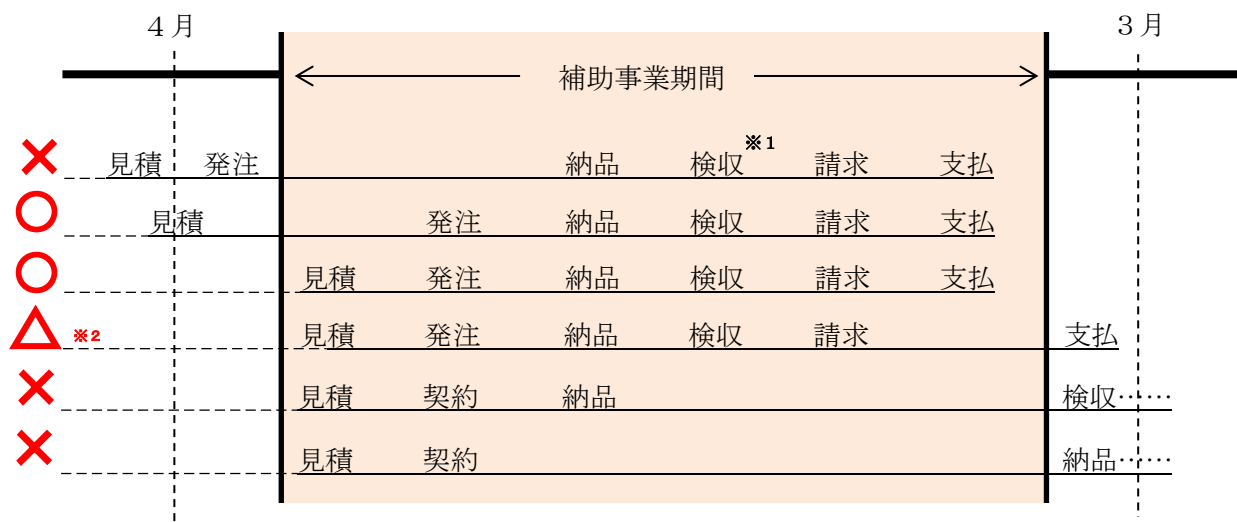 ４月
３月
補助事業期間
※１
見積 発注 納品 検収 請求 支払
見積 発注 納品 検収 請求 支払
見積 発注 納品 検収 請求 支払
※２
見積 発注 納品 検収 請求 支払
見積 契約 納品 検収……
見積 契約 納品……